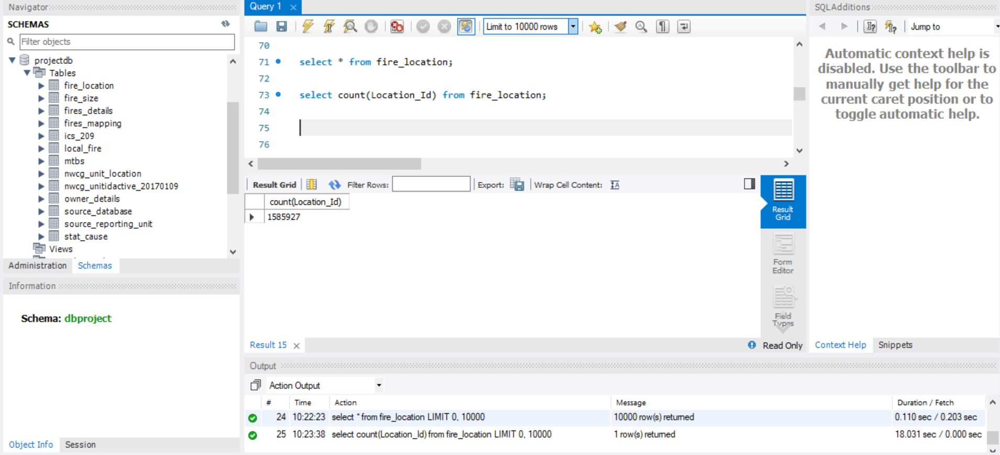 Navigator
SCHEMAS
Filter objects
projectdb
Tables
fire_location
fire_size
fires_details
fires_mapping
ics_209
local_fire
mtbs
nwcg_unit_location
nwcg_unitidactive_20170109
owner_details
source_database
source_reporting_unit
stat_cause
Views
Administration Schemas
Information
Schema: dbproject
Object Info Session
Query 1
Limit to 10000 rows
70
71 select * from fire_location;
72
73 select count(Location_Id) from fire_location;
74
75
76
Result Grid Filter Rows: Export: Wrap Cell Content:
count(Location_Id)
1585927
Result
Grid
Form
Editor
Field
Types
Result 15 Read Only
Output
Action Output
# Time Action Message Duration / Fetch
24 10:22:23 select * from fire_location LIMIT 0, 10000 10000 row(s) returned 0.110 sec / 0.203 sec
25 10:23:38 select count(Location_Id) from fire_location LIMIT 0, 10000 1 row(s) returned 18.031 sec / 0.000 sec
SQLAdditions
Jump to
Automatic context help is
disabled. Use the toolbar to
manually get help for the
current caret position or to
toggle automatic help.
Context Help Snippets